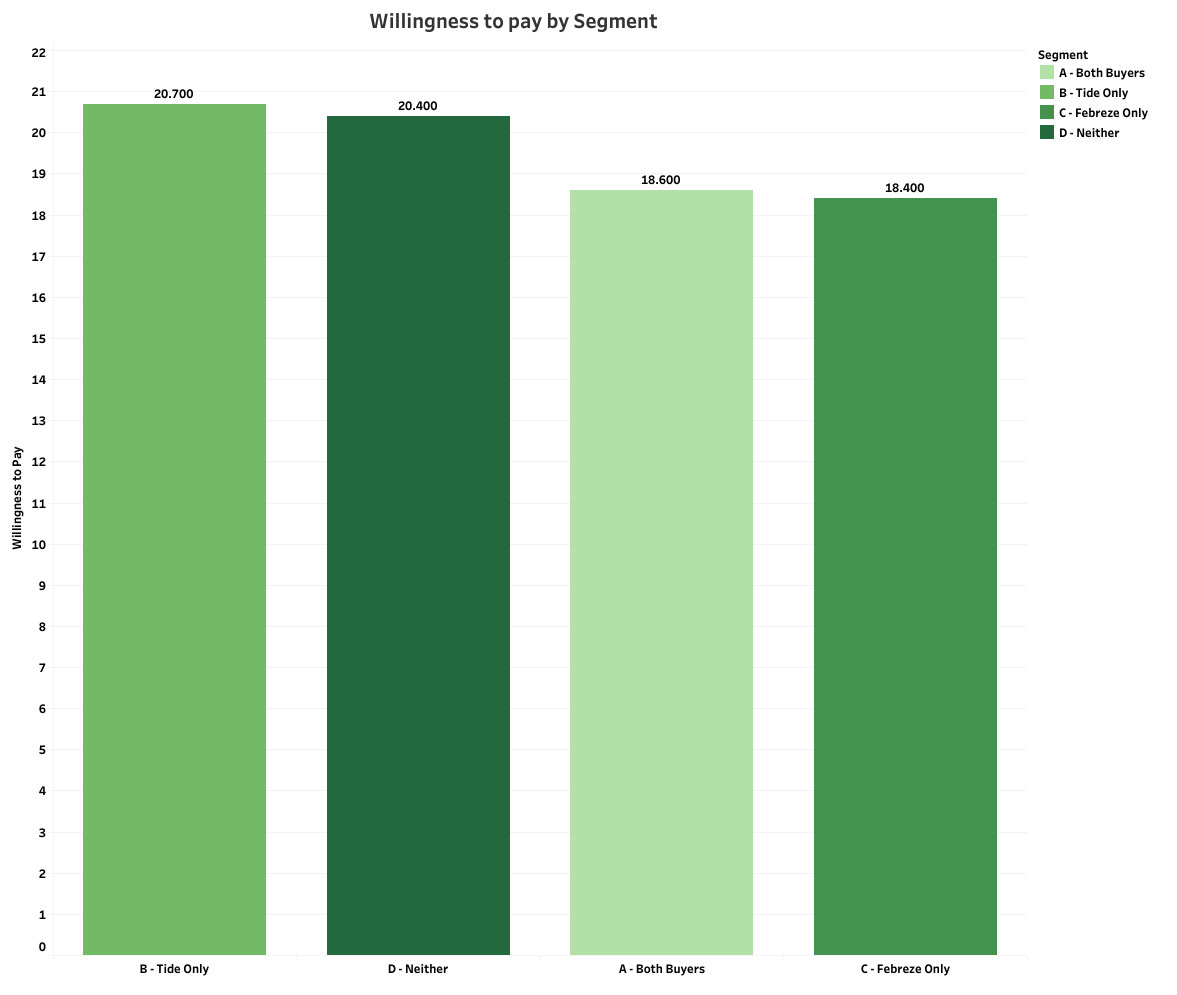 Willingness to pay by Segment
22
21
20
19
18
17
16
15
14
13
12
11
10
9
8
7
6
5
4
3
2
1
0
Willingness to Pay
20.700
20.400
18.600
18.400
B - Tide Only
D - Neither
A - Both Buyers
C - Febreze Only
Segment
A - Both Buyers
B - Tide Only
C - Febreze Only
D - Neither